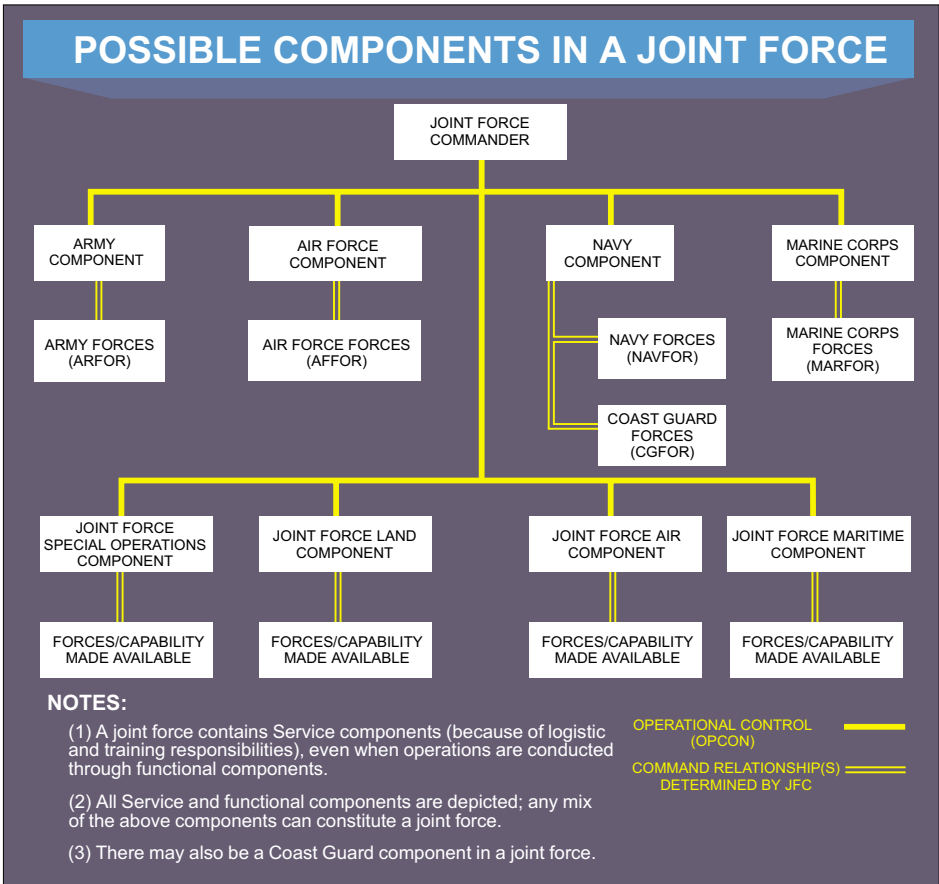 POSSIBLE COMPONENTS IN A JOINT FORCE
JOINT FORCE
COMMANDER
ARMY
COMPONENT
AIR FORCE
COMPONENT
NAVY
COMPONENT
MARINE CORPS
COMPONENT
ARMY FORCES
(ARFOR)
AIR FORCE FORCES
(AFFOR)
NAVY FORCES
(NAVFOR)
MARINE CORPS
FORCES
(MARFOR)
COAST GUARD
FORCES
(CGFOR)
JOINT FORCE
SPECIAL OPERATIONS
COMPONENT
JOINT FORCE LAND
COMPONENT
JOINT FORCE AIR
COMPONENT
JOINT FORCE MARITIME
COMPONENT
FORCES/CAPABILITY
MADE AVAILABLE
FORCES/CAPABILITY
MADE AVAILABLE
FORCES/CAPABILITY
MADE AVAILABLE
FORCES/CAPABILITY
MADE AVAILABLE
NOTES:
(1) A joint force contains Service components (because of logistic
and training responsibilities), even when operations are conducted
through functional components.
(2) All Service and functional components are depicted; any mix
of the above components can constitute a joint force.
(3) There may also be a Coast Guard component in a joint force.
OPERATIONAL CONTROL
(OPCON)
COMMAND RELATIONSHIP(S)
DETERMINED BY JFC